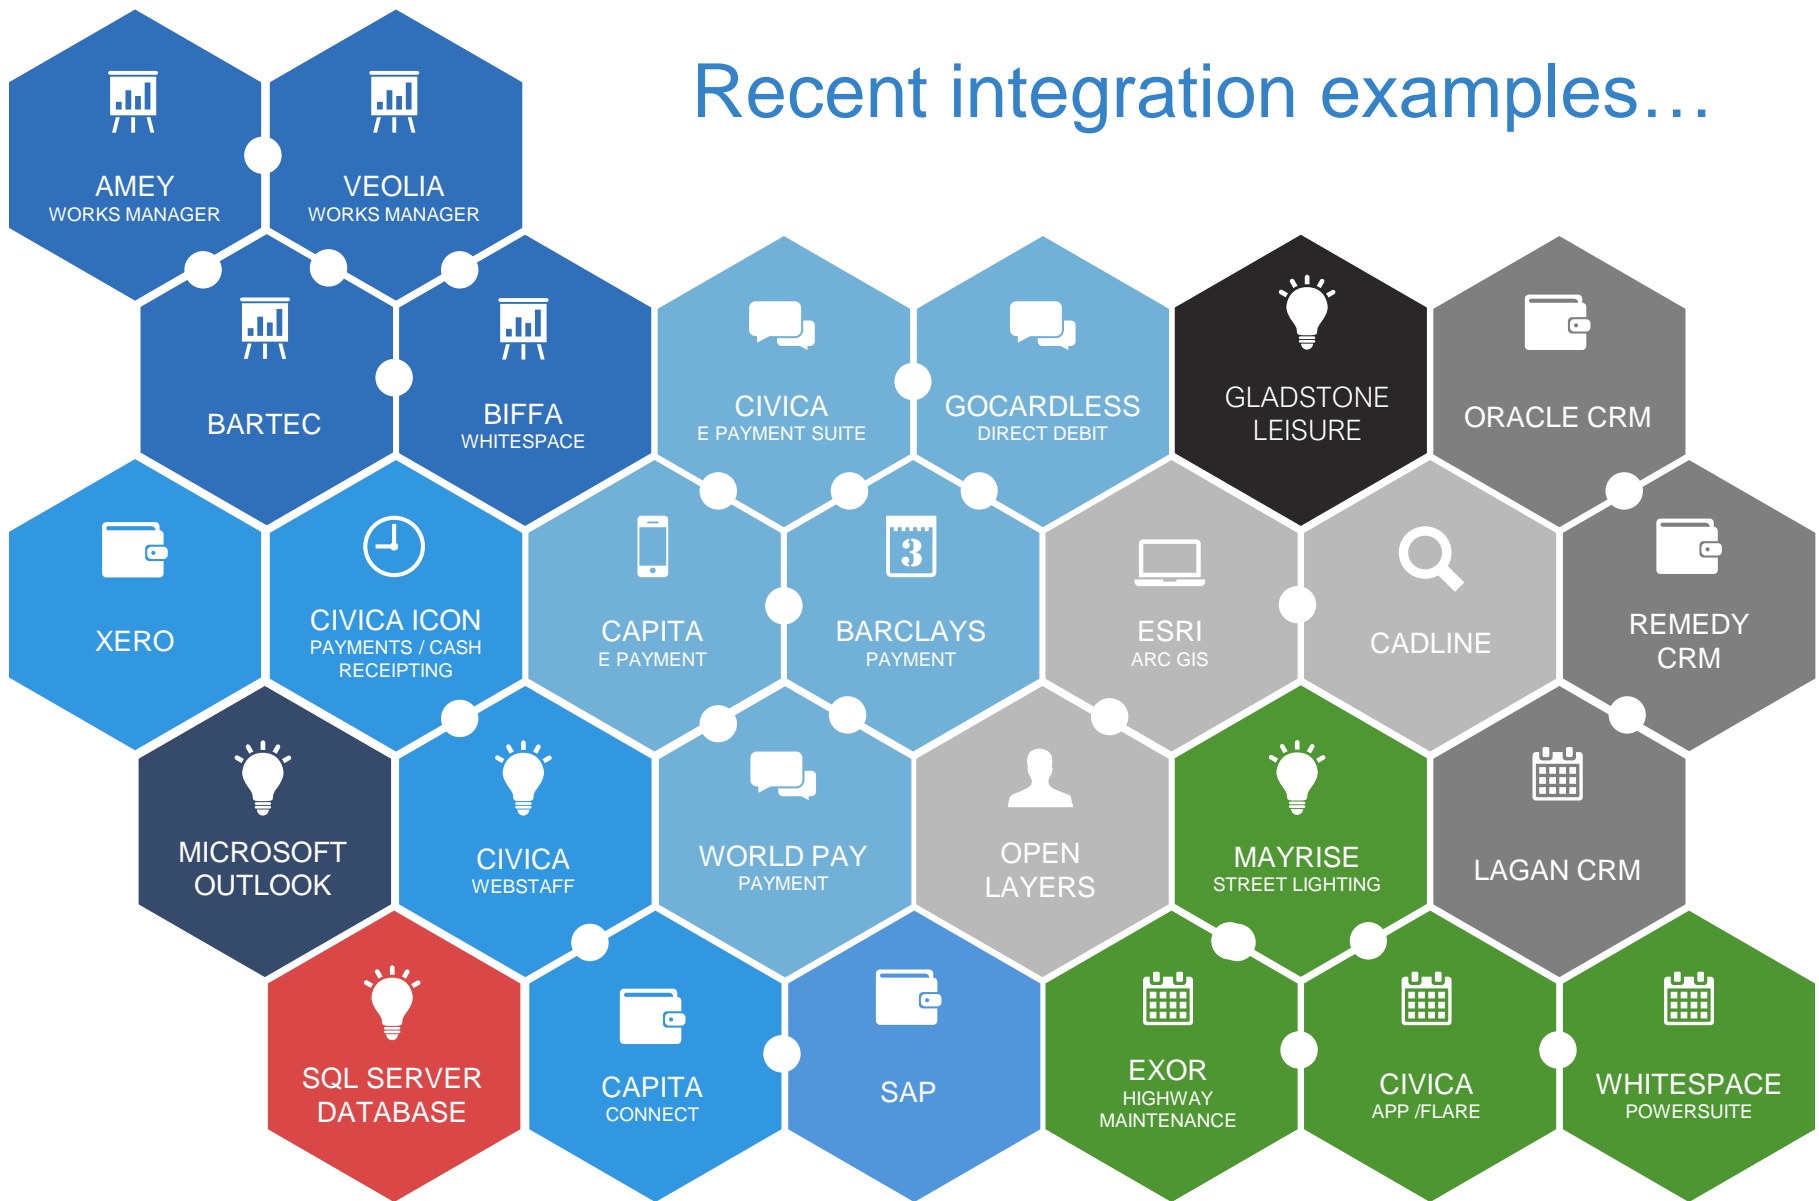 Recent integration examples…
AMEY
WORKS MANAGER
VEOLIA
WORKS MANAGER
BARTEC
BIFFA
WHITESPACE
CIVICA
E PAYMENT SUITE
GOCARDLESS
DIRECT DEBIT
GLADSTONE
LEISURE
ORACLE CRM
XERO
CIVICA ICON
PAYMENTS / CASH
RECEIPTING
CAPITA
E PAYMENT
3
BARCLAYS
PAYMENT
ESRI
ARC GIS
CADLINE
REMEDY
CRM
MICROSOFT
OUTLOOK
CIVICA
WEBSTAFF
WORLD PAY
PAYMENT
OPEN
LAYERS
MAYRISE
STREET LIGHTING
LAGAN CRM
SQL SERVER
DATABASE
CAPITA
CONNECT
SAP
EXOR
HIGHWAY
MAINTENANCE
CIVICA
APP /FLARE
WHITESPACE
POWERSUITE